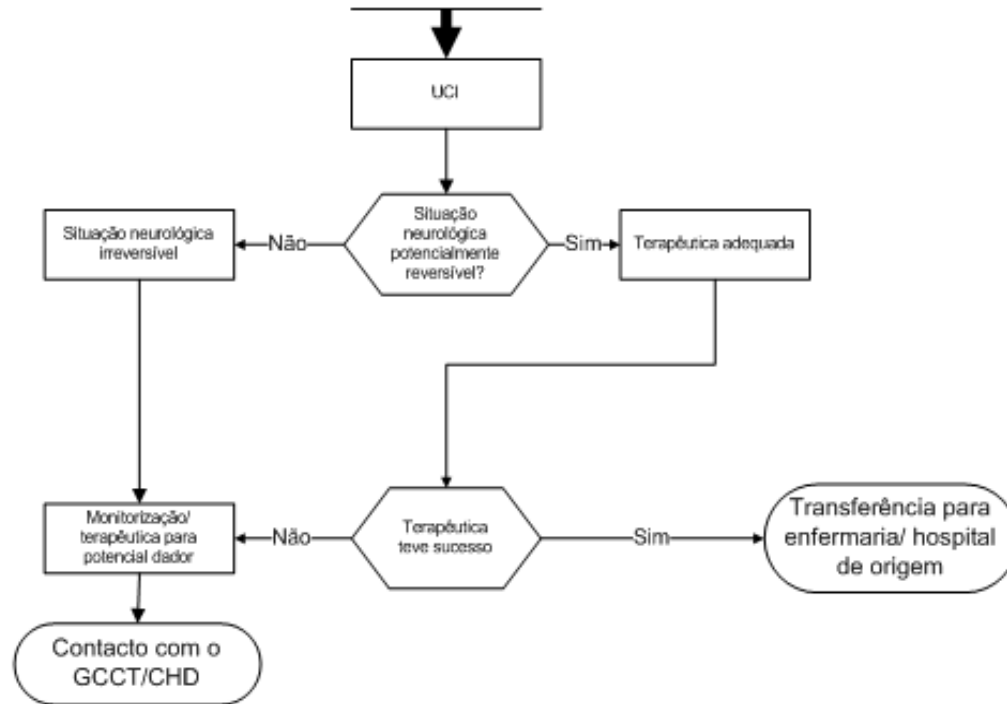 UCI
Situação
neurológica
potencialmente
reversível?
Não
Sim
Situação neurológica
irreversível
Terapêutica adequada
Monitorização/
terapêutica para
potencial dador
Não
Terapêutica
teve sucesso
Sim
Transferência para
enfermaria/ hospital
de origem
Contacto com o
GCCT/CHD